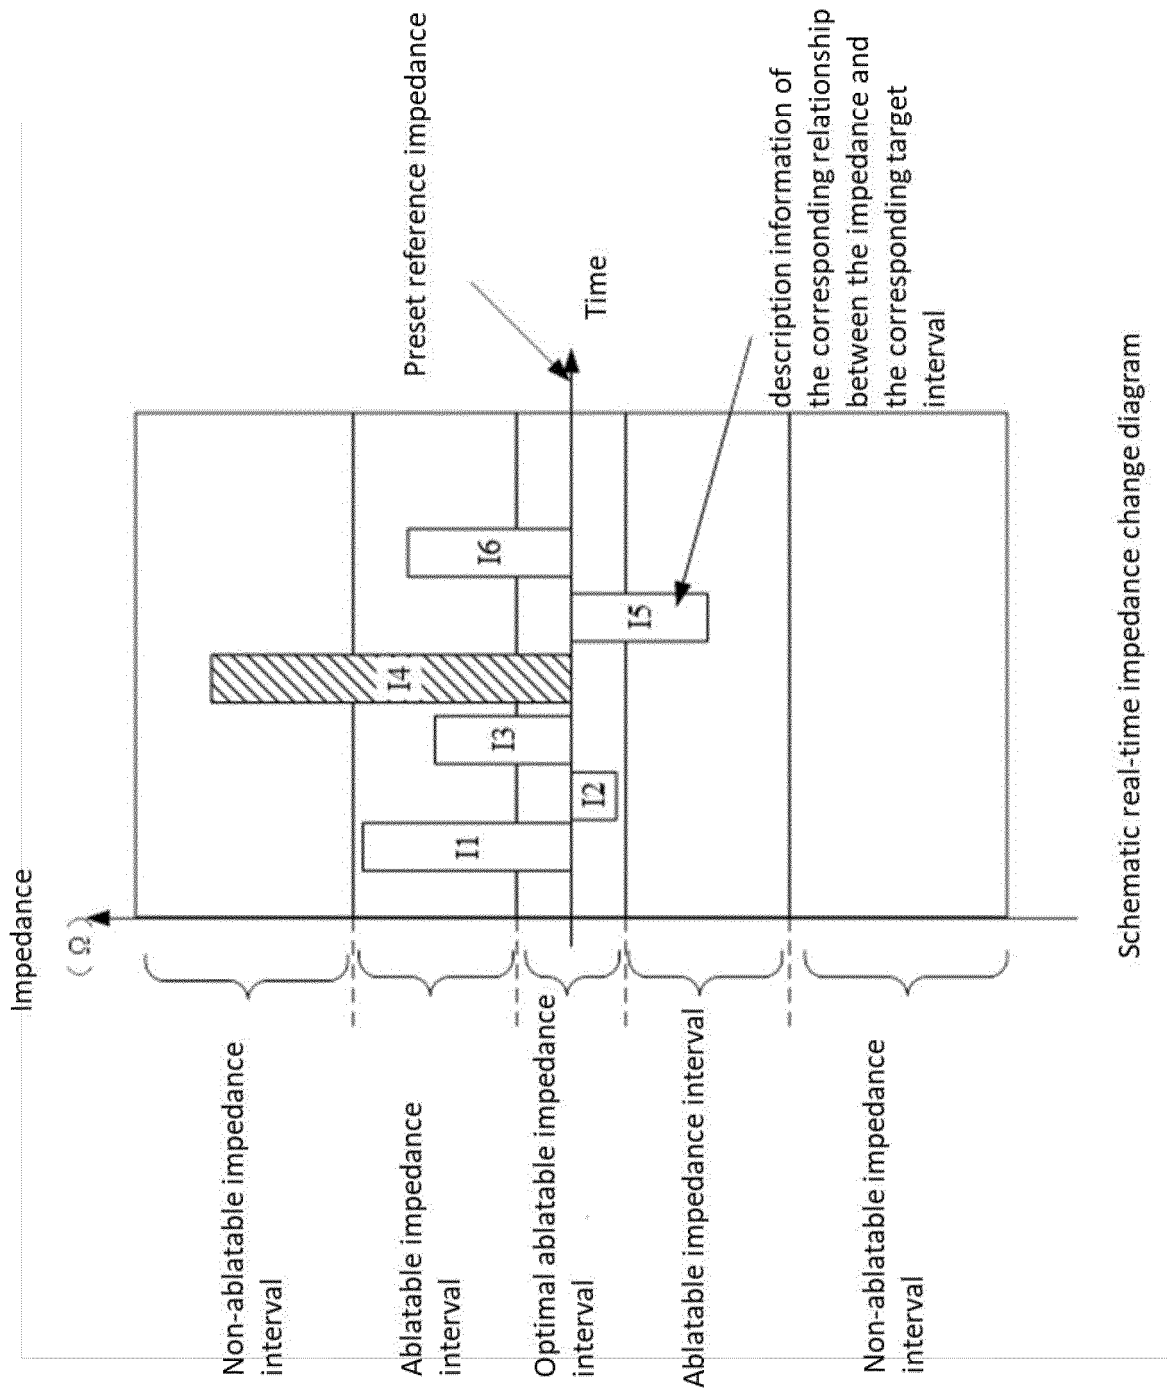 Impedance
( Ω )
Non-ablatable impedance
interval
Ablatable impedance
interval
Optimal ablatable impedance
interval
Ablatable impedance interval
Non-ablatable impedance
interval
I1
I2
I3
I4
I5
I6
Preset reference impedance
Time
description information of
the corresponding relationship
between the impedance and
the corresponding target
interval
Schematic real-time impedance change diagram